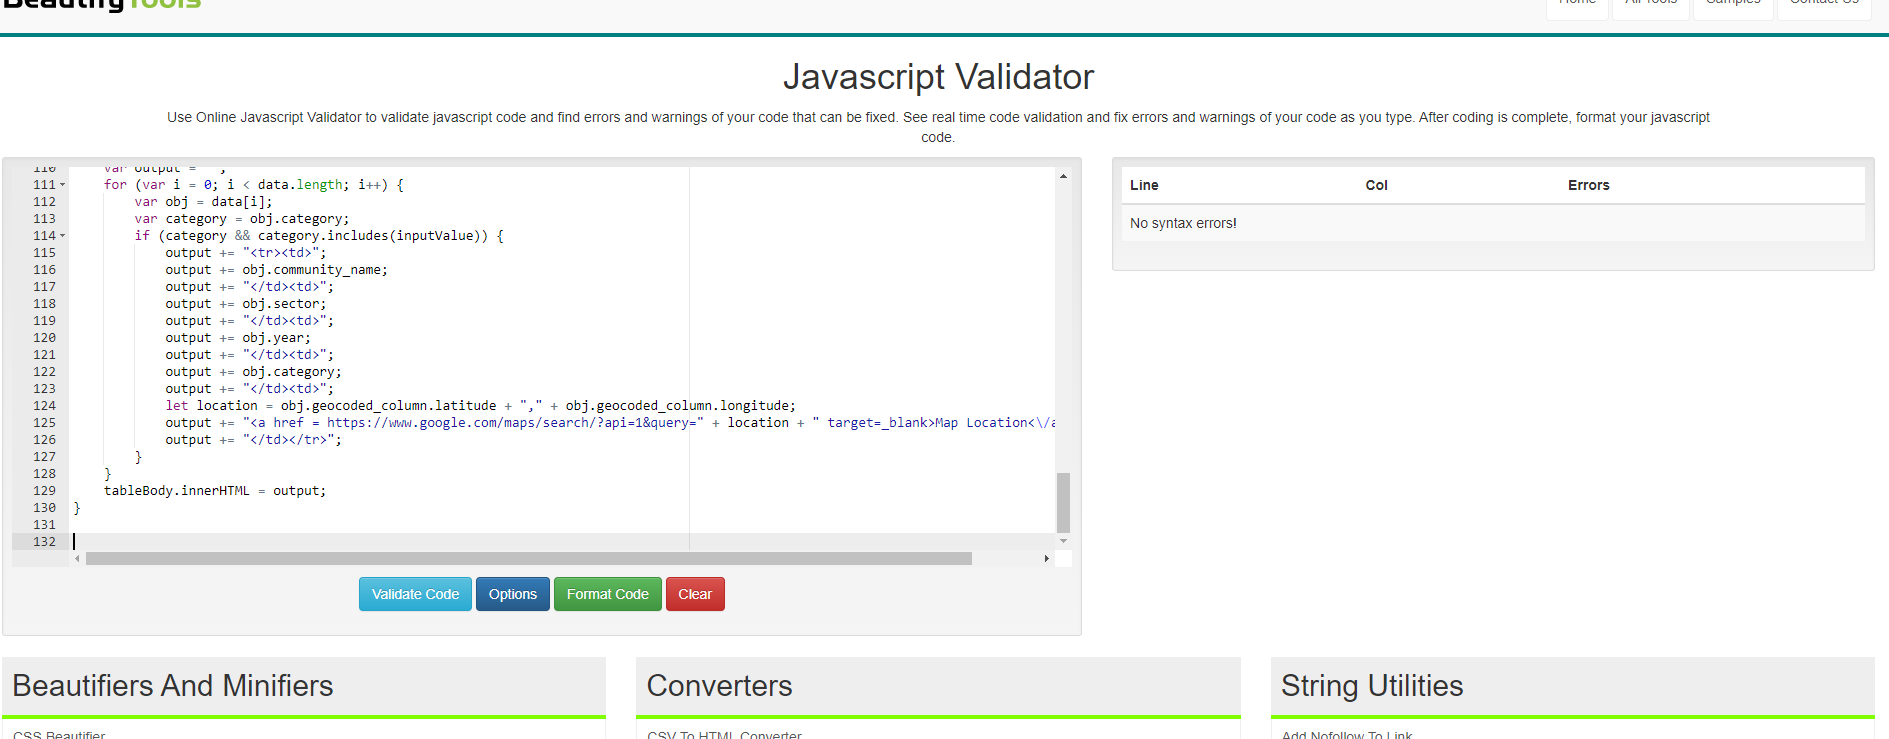 BeautifyTools
Home All Tools Samples Contact Us
Javascript Validator
Use Online Javascript Validator to validate javascript code and find errors and warnings of your code that can be fixed. See real time code validation and fix errors and warnings of your code as you type. After coding is complete, format your javascript
code.
110 var output = "";
111 for (var i = 0; i < data.length; i++) {
112 var obj = data[i];
113 var category = obj.category;
114 if (category && category.includes(inputValue)) {
115 output += "<tr><td>";
116 output += obj.community_name;
117 output += "</td><td>";
118 output += obj.sector;
119 output += "</td><td>";
120 output += obj.year;
121 output += "</td><td>";
122 output += obj.category;
123 output += "</td><td>";
124 let location = obj.geocoded_column.latitude + "," + obj.geocoded_column.longitude;
125 output += "<a href = https://www.google.com/maps/search/?api=1&query=" + location + " target=_blank>Map Location<\/a
126 output += "</td></tr>";
127 }
128 }
129 tableBody.innerHTML = output;
130 }
131
132
Validate Code Options Format Code Clear
Line Col Errors
No syntax errors!
Beautifiers And Minifiers
CSS Beautifier
Converters
CSV To HTML Converter
String Utilities
Add Nofollow To Link